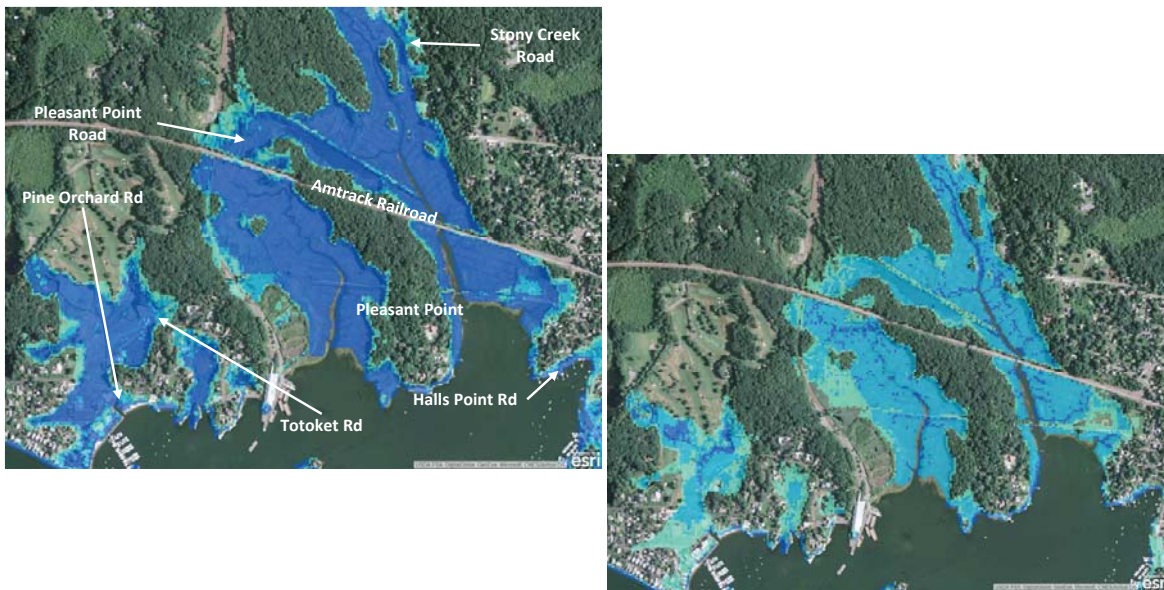 Stony Creek
Road
Pleasant Point
Road
Amtrack Railroad
Pine Orchard Rd
Pleasant Point
Halls Point Rd
Totoket Rd
esri
esri